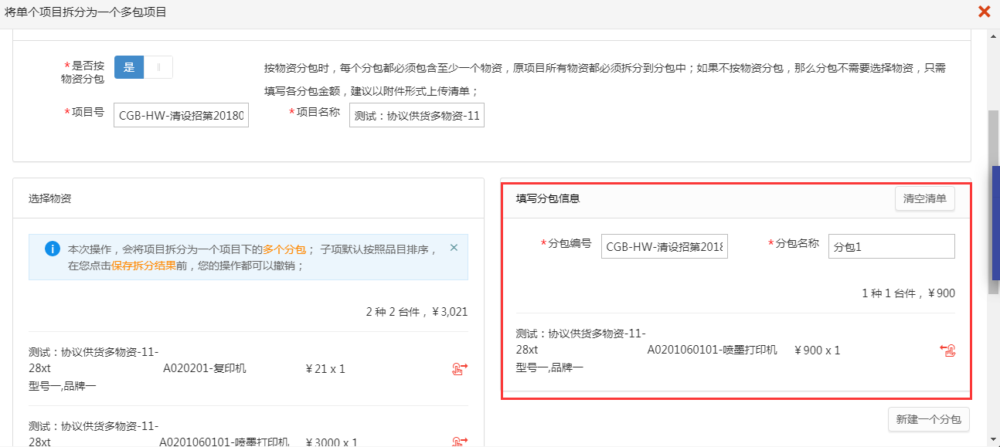 将单个项目拆分为一个多包项目
*是否按
物资分包
是
按物资分包时，每个分包都必须包含至少一个物资，原项目所有物资都必须拆分到分包中；如果不按物资分包，那么分包不需要选择物资，只需
填写各分包金额，建议以附件形式上传清单；
*项目号
CGB-HW-清设招第20180
*项目名称
测试：协议供货多物资-11
选择物资
本次操作，会将项目拆分为一个项目下的多个分包； 子项默认按照品目排序，
在您点击保存拆分结果前，您的操作都可以撤销；
2 种 2 台件，￥3,021
测试：协议供货多物资-11-
28xt
A020201-复印机
￥21 x 1
型号一,品牌一
测试：协议供货多物资-11-
28xt
A0201060101-喷墨打印机
￥3000 x 1
填写分包信息
清空清单
*分包编号
CGB-HW-清设招第2018
*分包名称
分包1
1 种 1 台件，￥900
测试：协议供货多物资-11-
28xt
A0201060101-喷墨打印机
￥900 x 1
型号一,品牌一
新建一个分包